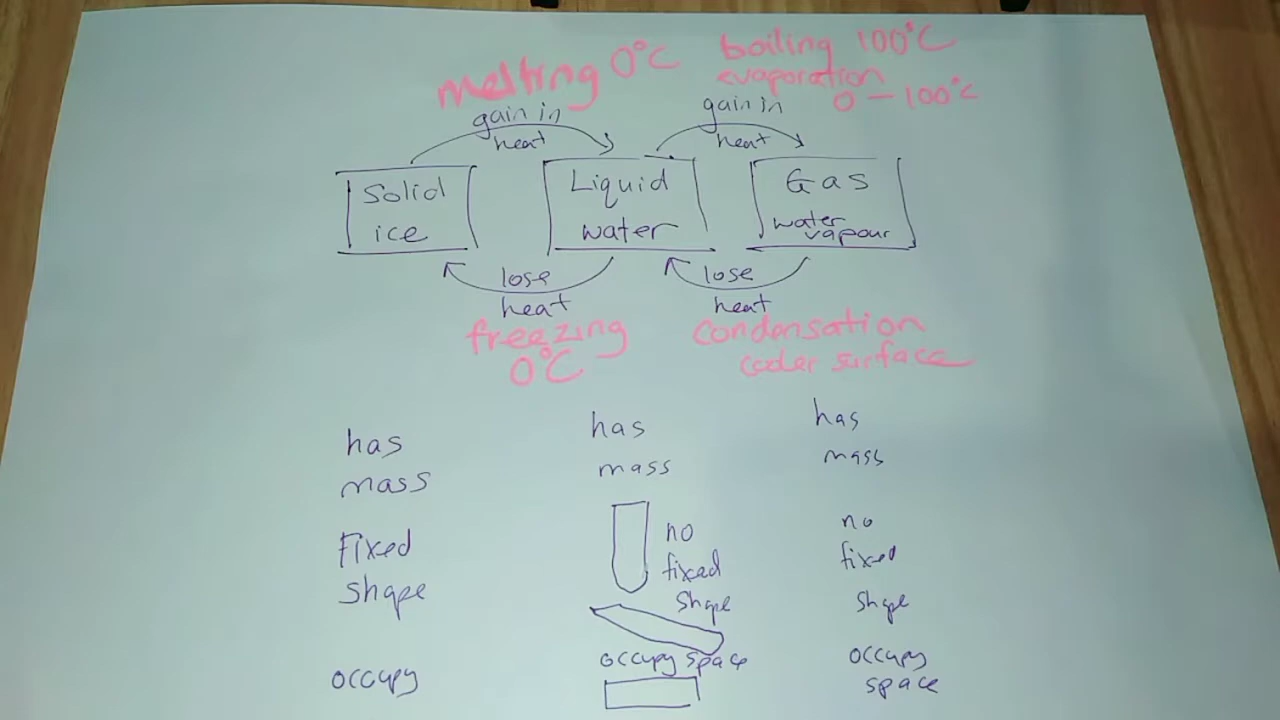 melting 0°C
boiling 100°C
evaporation
0 – 100°C
gain in
heat
gain in
heat
Solid
ice
Liquid
water
Gas
water
vapour
lose
heat
lose
heat
freezing
0°C
condensation
cooler surface
has
mass
has
mass
has
mass
Fixed
shape
no
fixed
shape
no
fixed
shape
occupy
occupy space
occupy
space